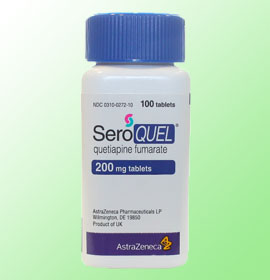 NDC 0310-0272-10 100 tablets
SeroQUEL®
quetiapine fumarate
200 mg tablets
AstraZeneca Pharmaceuticals LP
Wilmington, DE 19850
Product of UK
AstraZeneca